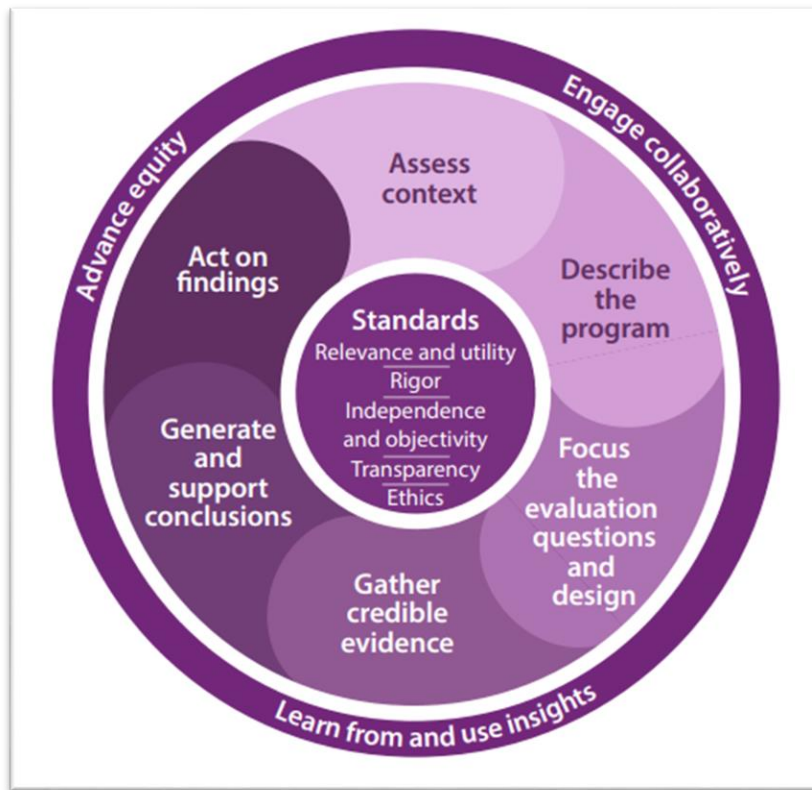 Advance equity
Engage collaboratively
Learn from and use insights
Assess
context
Describe
the
program
Focus
the
evaluation
questions
and
design
Gather
credible
evidence
Generate
and
support
conclusions
Act on
findings
Standards
Relevance and utility
Rigor
Independence
and objectivity
Transparency
Ethics